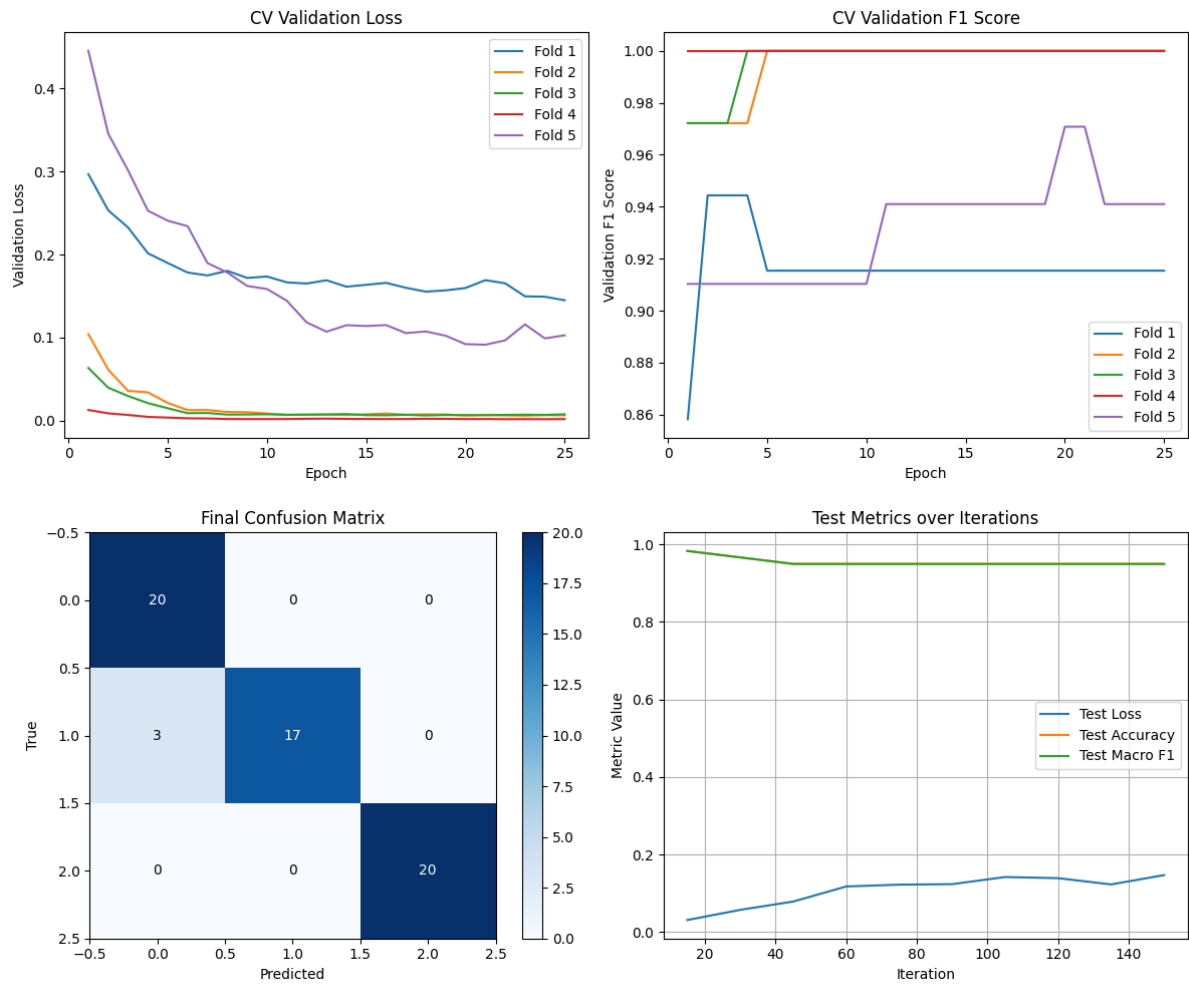 CV Validation Loss
Validation Loss
0.4
0.3
0.2
0.1
0.0
Fold 1
Fold 2
Fold 3
Fold 4
Fold 5
0 5 10 15 20 25
Epoch
CV Validation F1 Score
Validation F1 Score
1.00
0.98
0.96
0.94
0.92
0.90
0.88
0.86
Fold 1
Fold 2
Fold 3
Fold 4
Fold 5
0 5 10 15 20 25
Epoch
Final Confusion Matrix
True
−0.5
0.0
0.5
1.0
1.5
2.0
2.5
20 0 0
3 17 0
0 0 20
−0.5 0.0 0.5 1.0 1.5 2.0 2.5
Predicted
20.0
17.5
15.0
12.5
10.0
7.5
5.0
2.5
0.0
Test Metrics over Iterations
Metric Value
1.0
0.8
0.6
0.4
0.2
0.0
Test Loss
Test Accuracy
Test Macro F1
20 40 60 80 100 120 140
Iteration